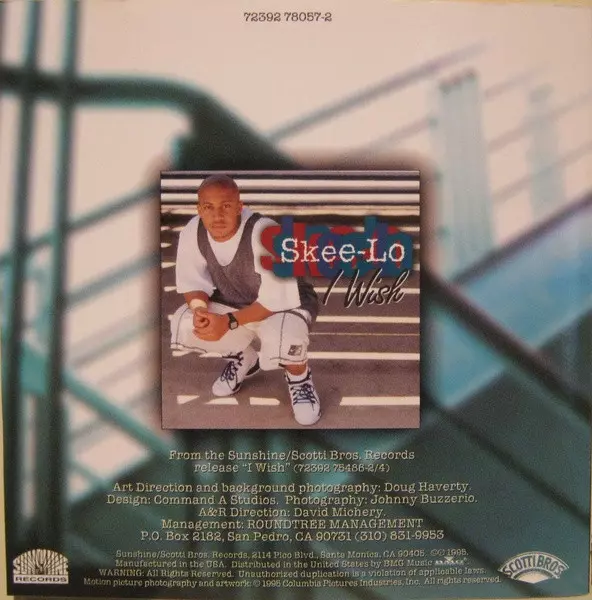 72392 78057-2
Skee-Lo
I Wish
From the Sunshine/Scotti Bros. Records
release "I Wish" (72392 75486-2/4)
Art Direction and background photography: Doug Haverty.
Design: Command A Studios. Photography: Johnny Buzzerio.
A&R Direction: David Michery.
Management: ROUNDTREE MANAGEMENT
P.O. Box 2182, San Pedro, CA 90731 (310) 831-9953
Sunshine/Scotti Bros. Records, 2114 Pico Blvd., Santa Monica, CA 90405. ©℗ 1995.
Manufactured in the USA. Distributed in the United States by BMG Music BMG
WARNING: All Rights Reserved. Unauthorized duplication is a violation of applicable laws.
Motion picture photography and artwork © 1995 Columbia Pictures Industries, Inc. All rights reserved.
SUNSHINE
RECORDS
SCOTTI BROS